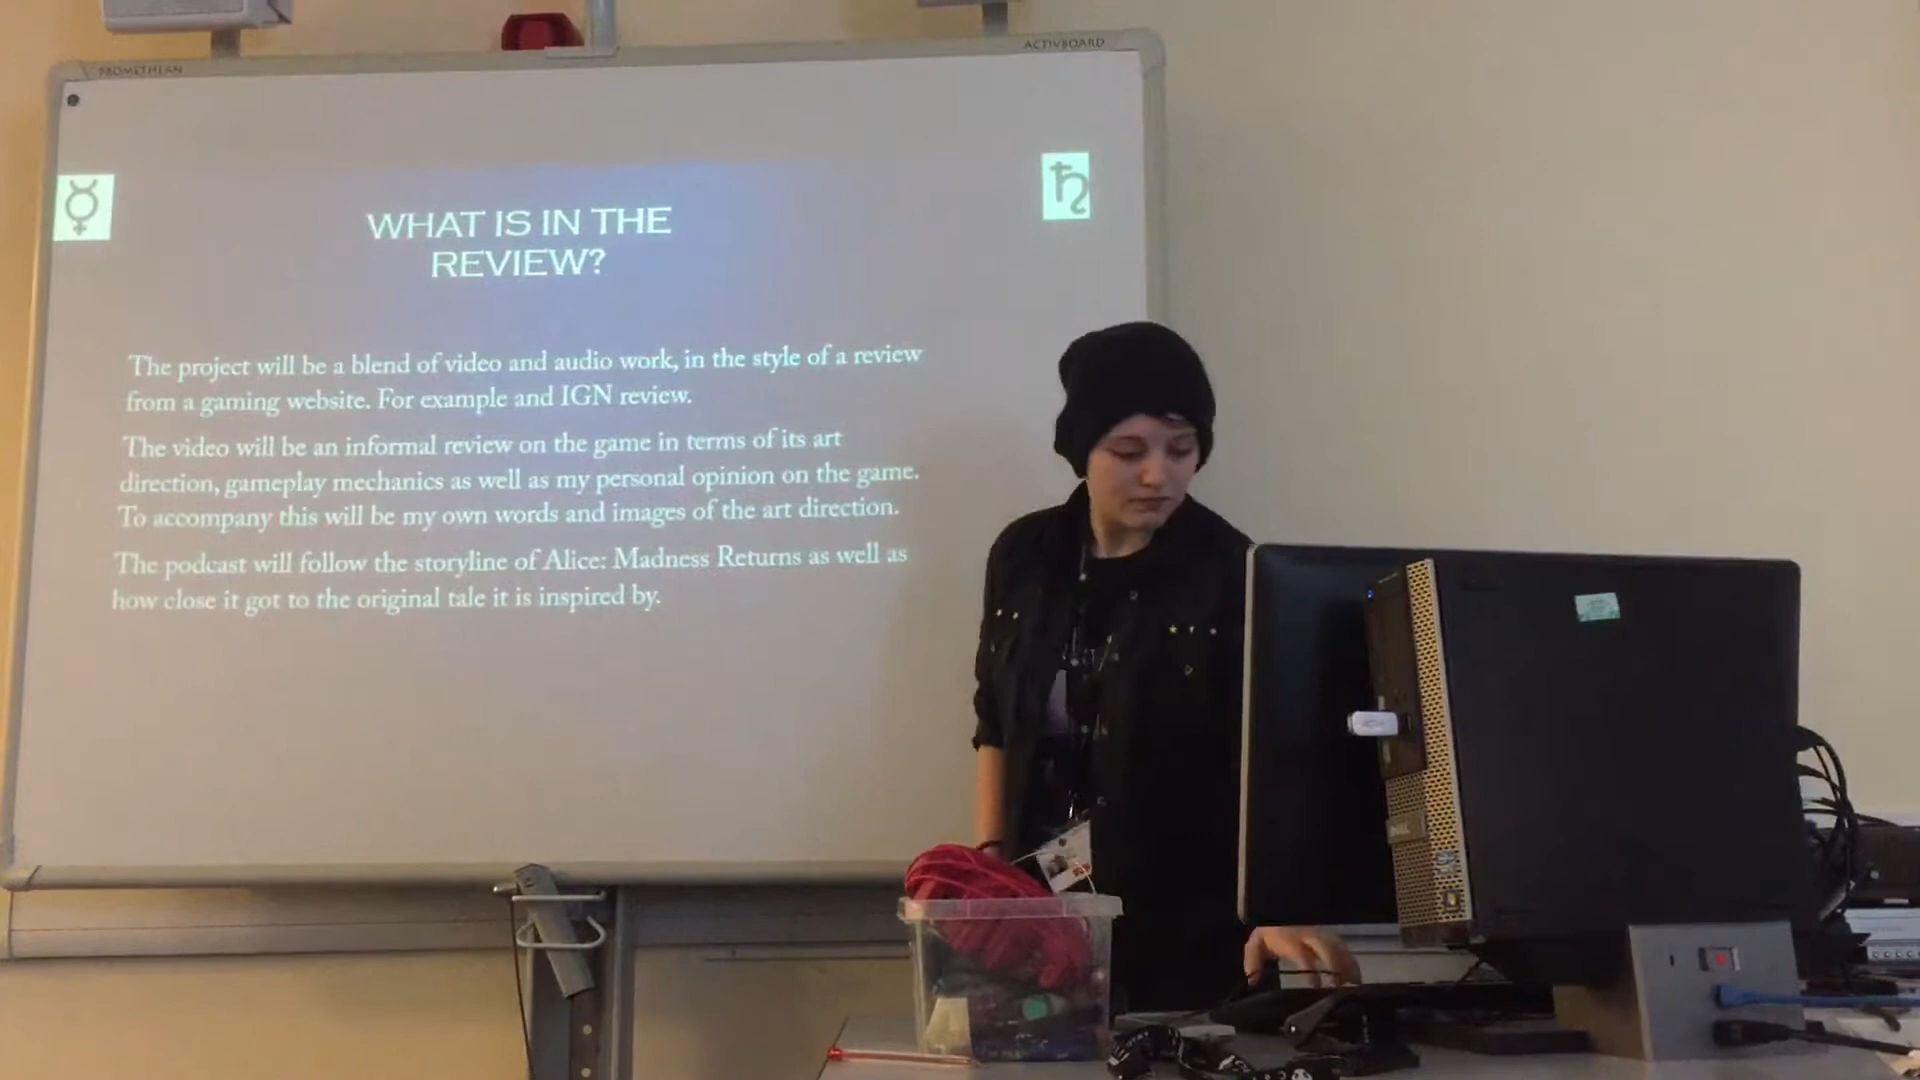 PROMETHEAN
ACTIVBOARD
WHAT IS IN THE
REVIEW?
The project will be a blend of video and audio work, in the style of a review
from a gaming website. For example and IGN review.
The video will be an informal review on the game in terms of its art
direction, gameplay mechanics as well as my personal opinion on the game.
To accompany this will be my own words and images of the art direction.
The podcast will follow the storyline of Alice: Madness Returns as well as
how close it got to the original tale it is inspired by.
DELL